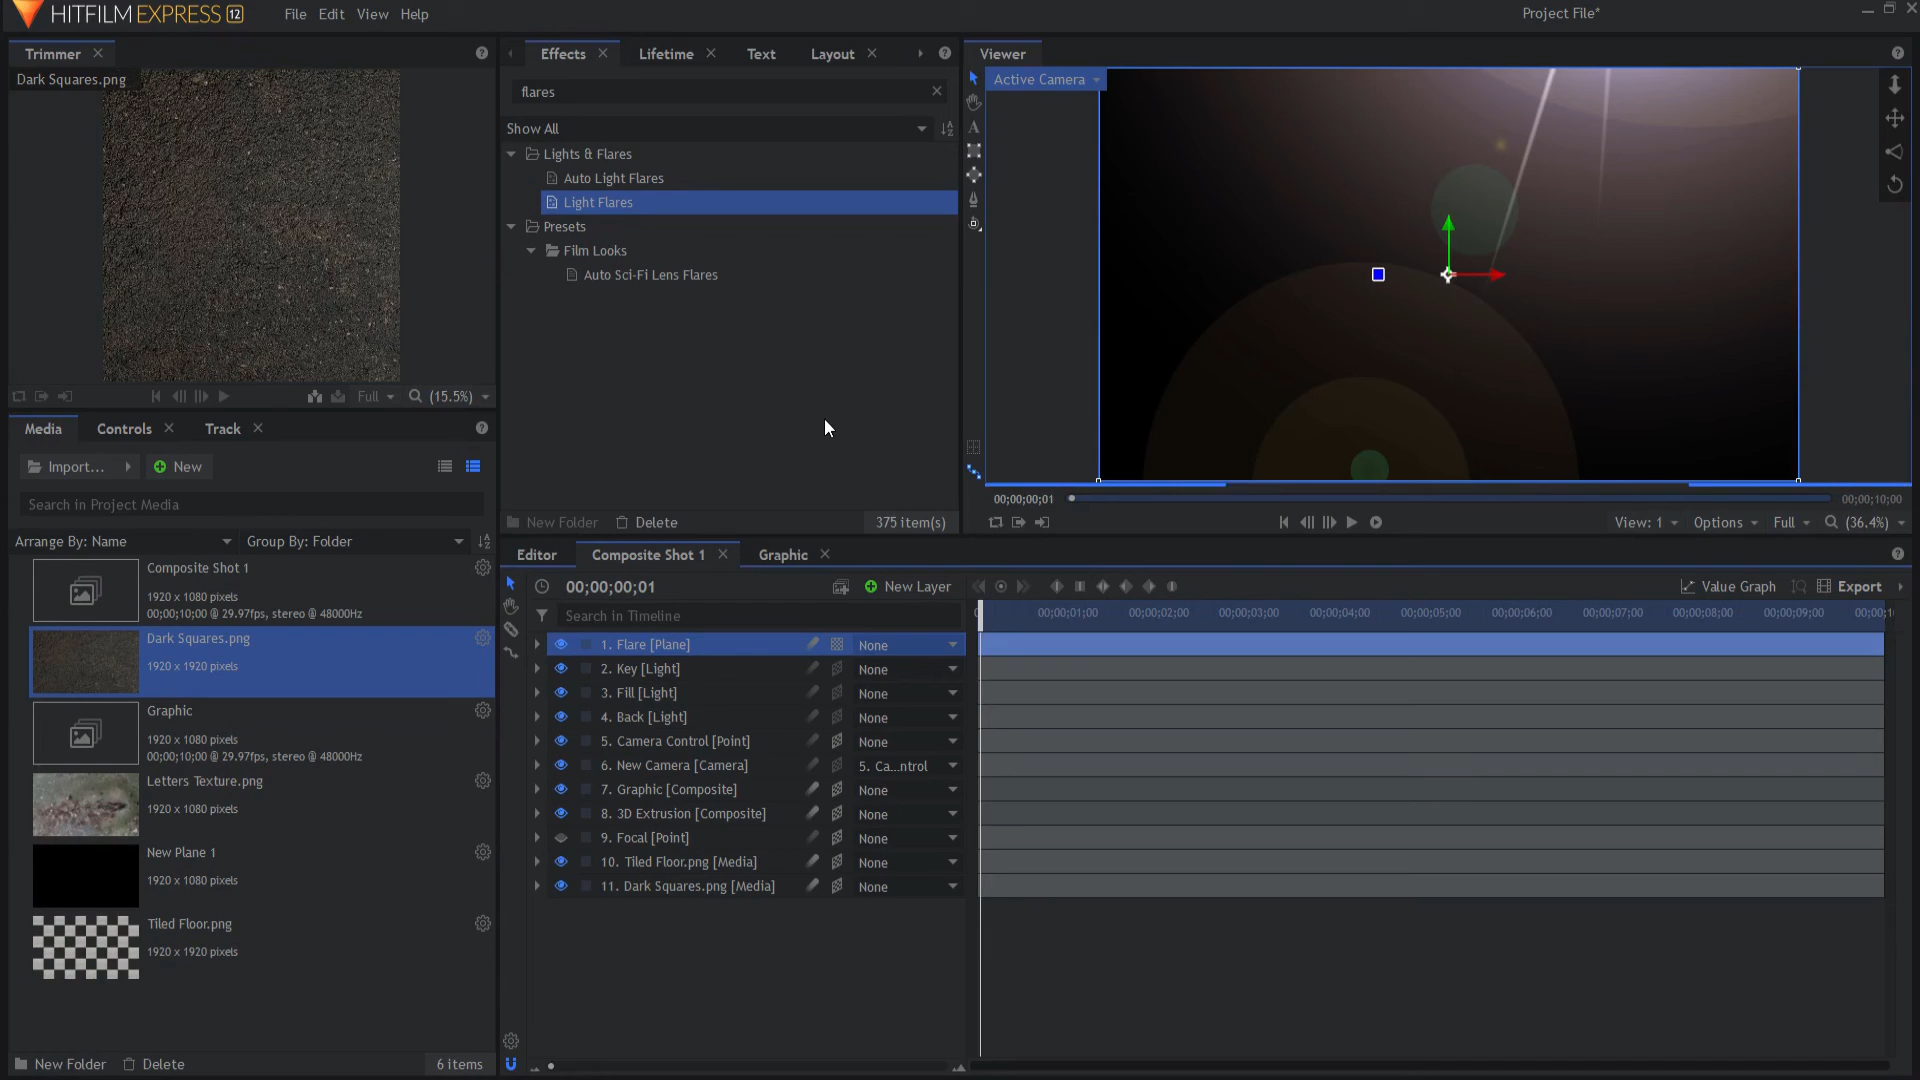 HITFILM EXPRESS 12
File Edit View Help
Project File*
Trimmer
Dark Squares.png
Full (15.5%)
Effects Lifetime Text Layout
flares
Show All
Lights & Flares
Auto Light Flares
Light Flares
Presets
Film Looks
Auto Sci-Fi Lens Flares
New Folder Delete 375 item(s)
Viewer
Active Camera
00;00;00;01 00;00;10;00
View: 1 Options Full (36.4%)
Media Controls Track
Import... New
Search in Project Media
Arrange By: Name Group By: Folder
Composite Shot 1
1920 x 1080 pixels
00;00;10;00 @ 29.97fps, stereo @ 48000Hz
Dark Squares.png
1920 x 1920 pixels
Graphic
1920 x 1080 pixels
00;00;10;00 @ 29.97fps, stereo @ 48000Hz
Letters Texture.png
1920 x 1080 pixels
New Plane 1
1920 x 1080 pixels
Tiled Floor.png
1920 x 1920 pixels
New Folder Delete 6 items
Editor Composite Shot 1 Graphic
00;00;00;01 New Layer Value Graph Export
Search in Timeline
00;00;01;00 00;00;02;00 00;00;03;00 00;00;04;00 00;00;05;00 00;00;06;00 00;00;07;00 00;00;08;00 00;00;09;00
1. Flare [Plane] None
2. Key [Light] None
3. Fill [Light] None
4. Back [Light] None
5. Camera Control [Point] None
6. New Camera [Camera] 5. Ca...ntrol
7. Graphic [Composite] None
8. 3D Extrusion [Composite] None
9. Focal [Point] None
10. Tiled Floor.png [Media] None
11. Dark Squares.png [Media] None